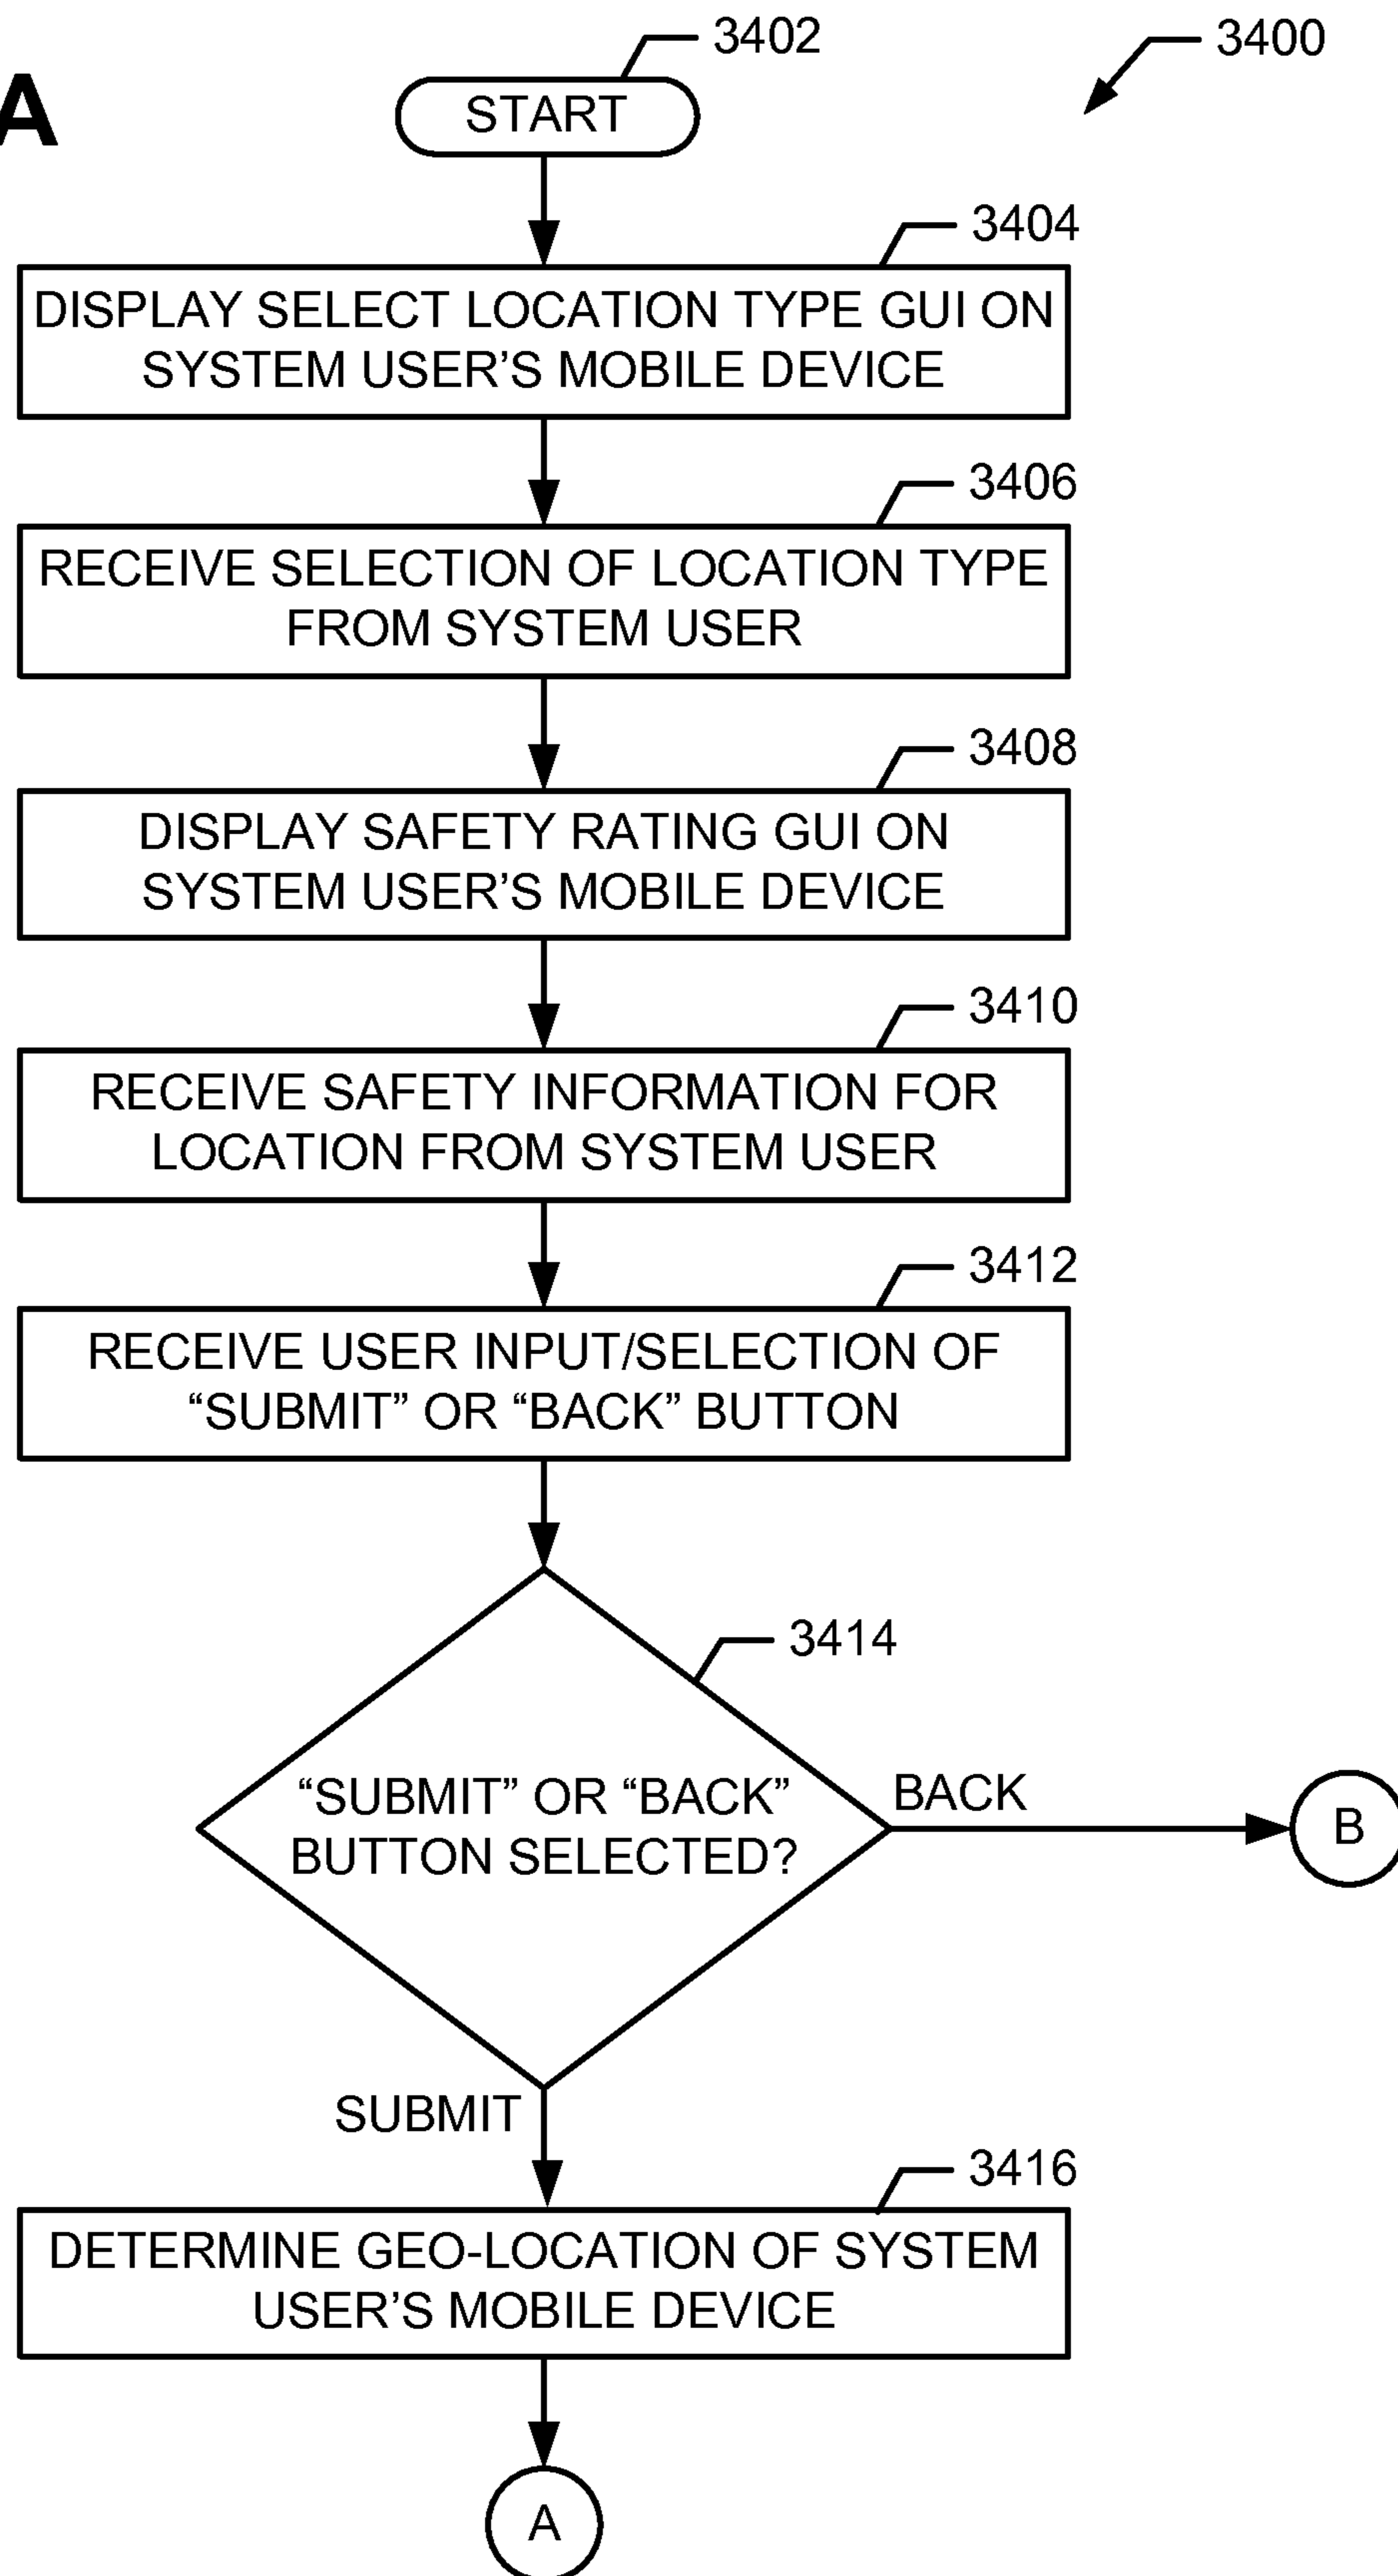 A
3402
3400
START
3404
DISPLAY SELECT LOCATION TYPE GUI ON
SYSTEM USER’S MOBILE DEVICE
3406
RECEIVE SELECTION OF LOCATION TYPE
FROM SYSTEM USER
3408
DISPLAY SAFETY RATING GUI ON
SYSTEM USER’S MOBILE DEVICE
3410
RECEIVE SAFETY INFORMATION FOR
LOCATION FROM SYSTEM USER
3412
RECEIVE USER INPUT/SELECTION OF
“SUBMIT” OR “BACK” BUTTON
3414
“SUBMIT” OR “BACK”
BUTTON SELECTED?
BACK
B
SUBMIT
3416
DETERMINE GEO-LOCATION OF SYSTEM
USER’S MOBILE DEVICE
A